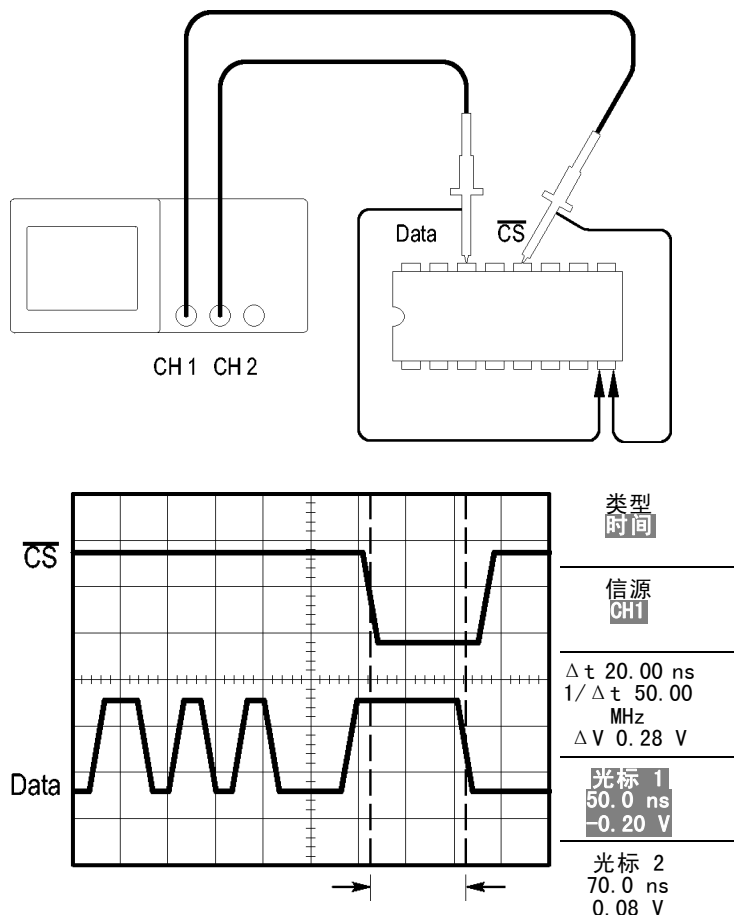 Data
C̅S̅
CH 1
CH 2
C̅S̅
Data
类型
时间
信源
CH1
Δt 20.00 ns
1/Δt 50.00
MHz
ΔV 0.28 V
光标 1
50.0 ns
-0.20 V
光标 2
70.0 ns
0.08 V